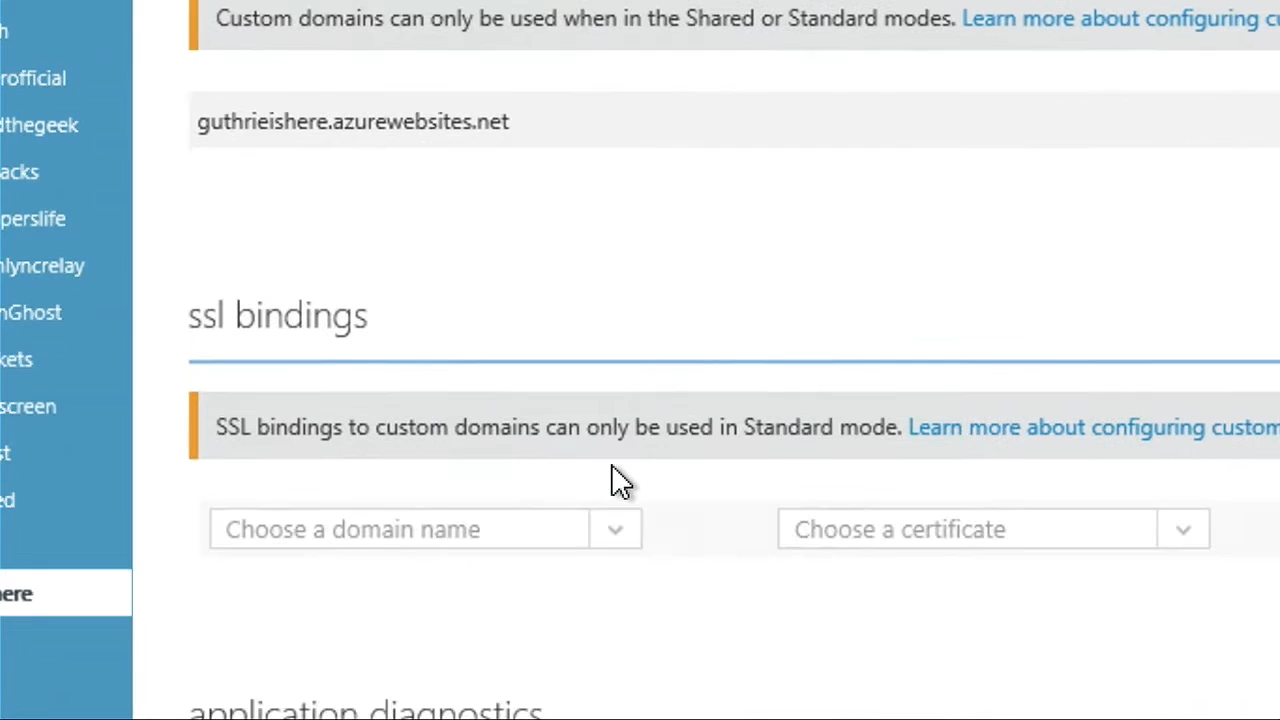 Custom domains can only be used when in the Shared or Standard modes. Learn more about configuring cu
h
rofficial
dthegeek
guthrieishere.azurewebsites.net
acks
perslife
nlyncrelay
nGhost
ssl bindings
kets
screen
SSL bindings to custom domains can only be used in Standard mode. Learn more about configuring custom
st
ed
Choose a domain name
Choose a certificate
here
application diagnostics